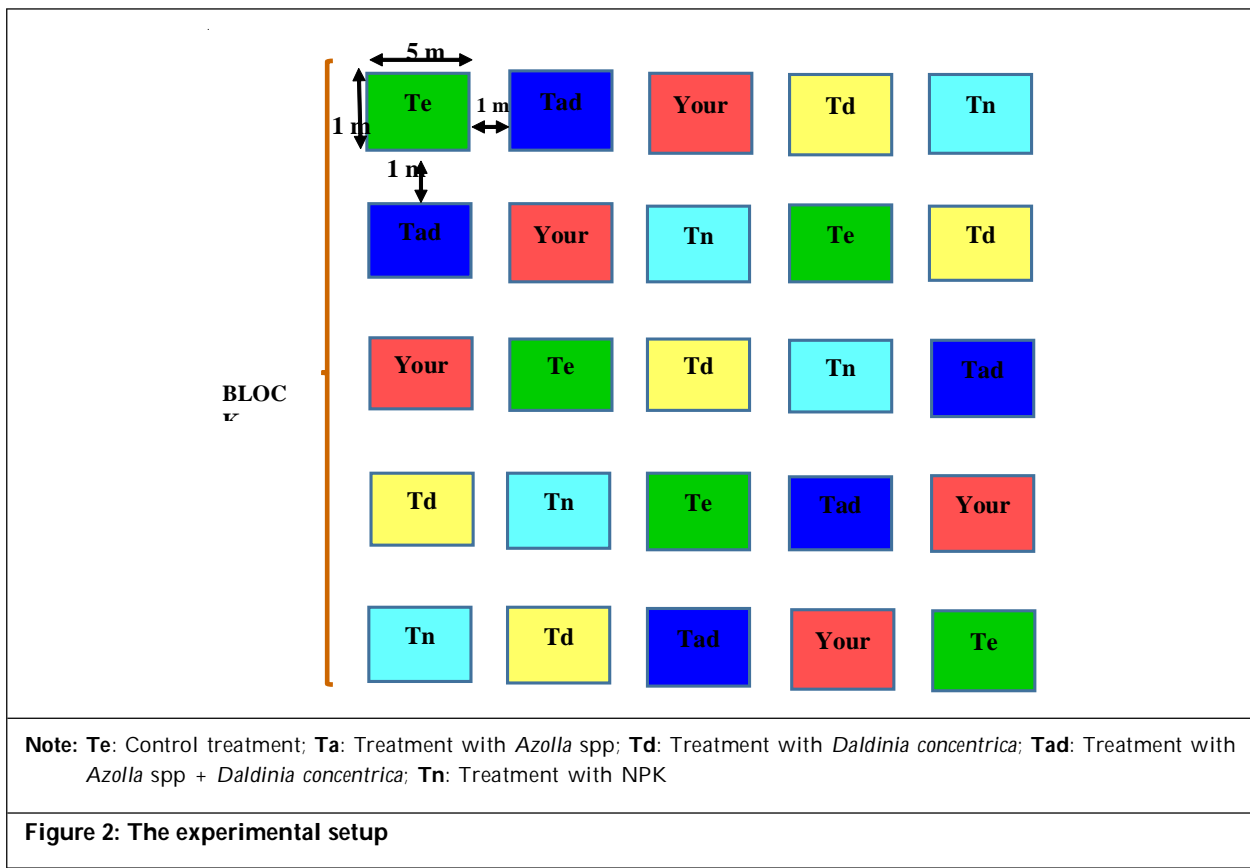 5 m
Te Tad Your Td Tn
1 m
1 m
1 m
Tad Your Tn Te Td
Your Te Td Tn Tad
BLOC
K
Td Tn Te Tad Your
Tn Td Tad Your Te
Note: Te: Control treatment; Ta: Treatment with Azolla spp; Td: Treatment with Daldinia concentrica; Tad: Treatment with
Azolla spp + Daldinia concentrica; Tn: Treatment with NPK
Figure 2: The experimental setup